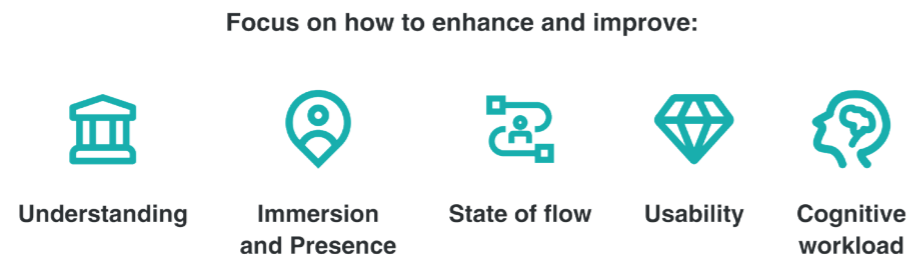 Focus on how to enhance and improve:
Understanding
Immersion
and Presence
State of flow
Usability
Cognitive
workload